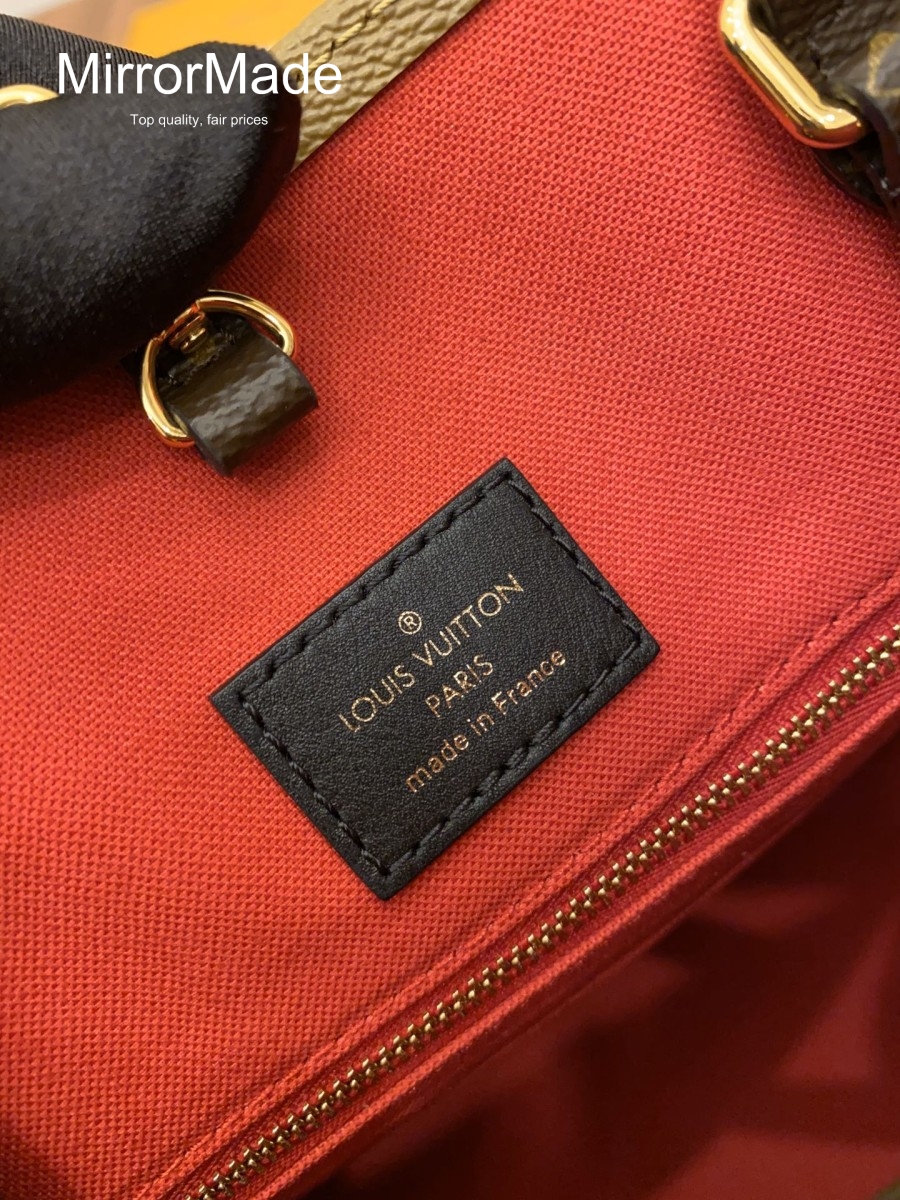 MirrorMade
Top quality, fair prices
®
LOUIS VUITTON
PARIS
made in France